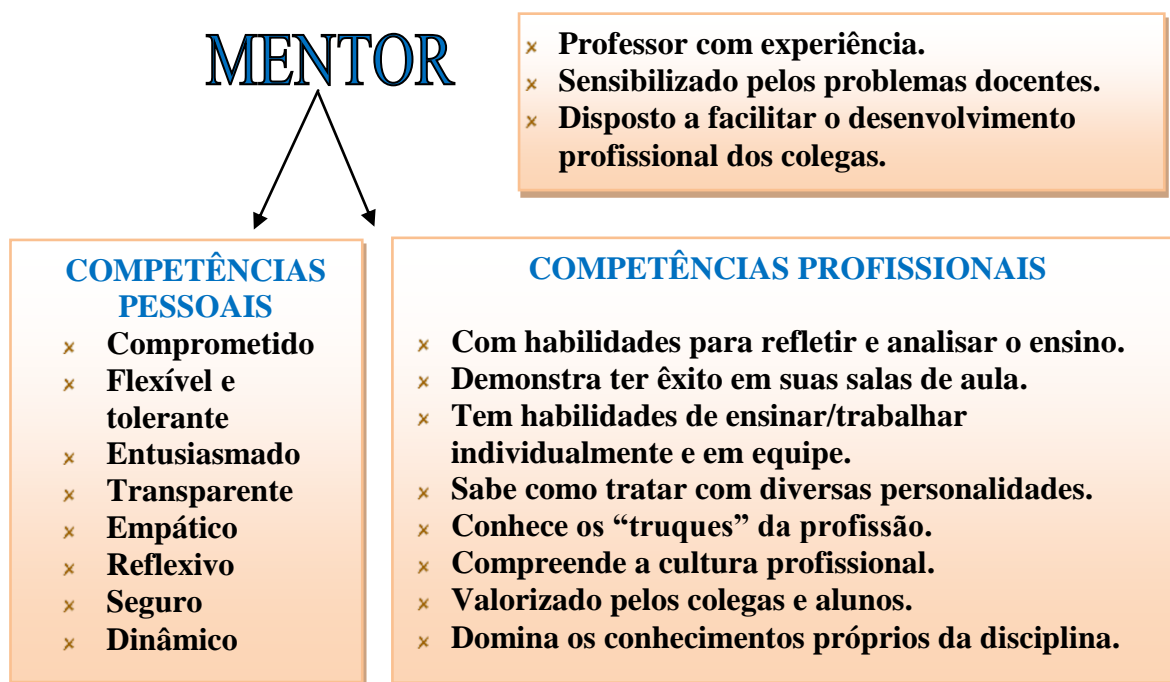 MENTOR
× Professor com experiência.
× Sensibilizado pelos problemas docentes.
× Disposto a facilitar o desenvolvimento
profissional dos colegas.
COMPETÊNCIAS
PESSOAIS
× Comprometido
× Flexível e
tolerante
× Entusiasmado
× Transparente
× Empático
× Reflexivo
× Seguro
× Dinâmico
COMPETÊNCIAS PROFISSIONAIS
× Com habilidades para refletir e analisar o ensino.
× Demonstra ter êxito em suas salas de aula.
× Tem habilidades de ensinar/trabalhar
individualmente e em equipe.
× Sabe como tratar com diversas personalidades.
× Conhece os “truques” da profissão.
× Compreende a cultura profissional.
× Valorizado pelos colegas e alunos.
× Domina os conhecimentos próprios da disciplina.